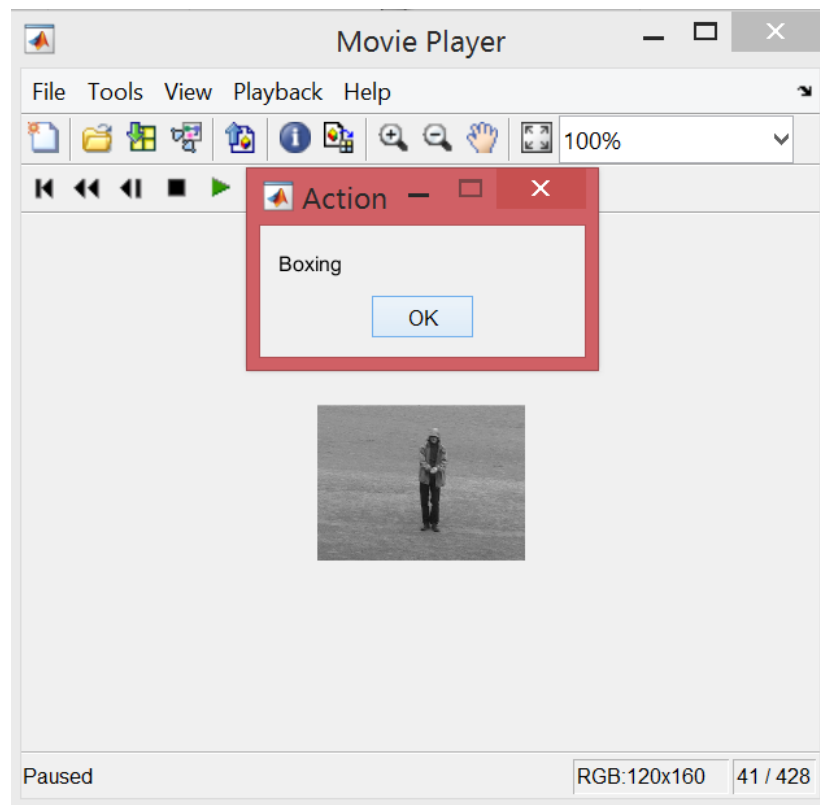 Movie Player
File Tools View Playback Help
100%
Action
Boxing
OK
Paused RGB:120x160 41 / 428